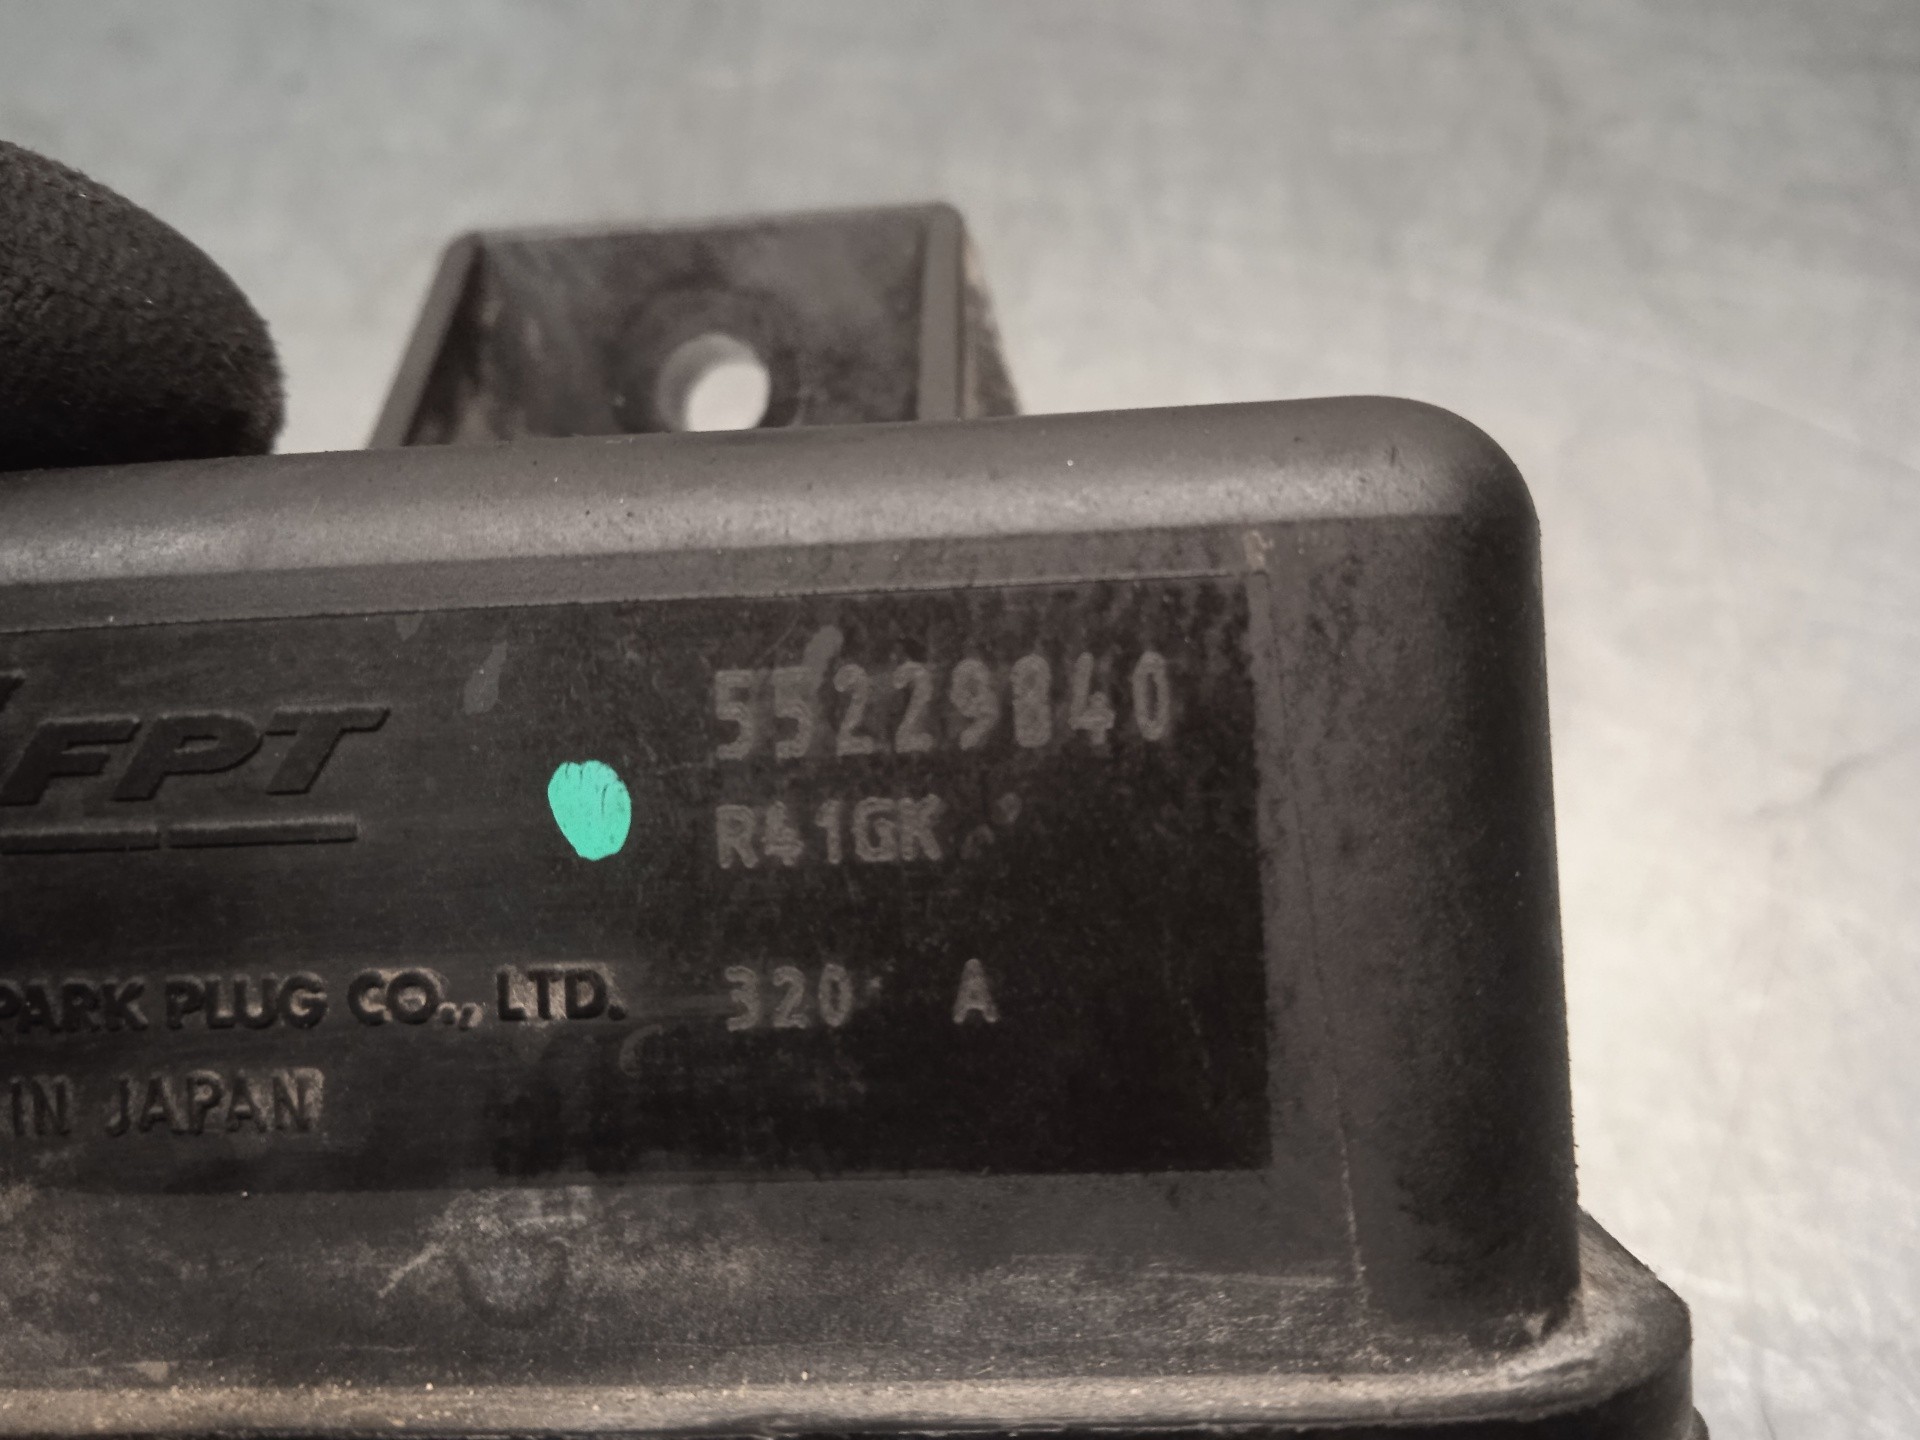 FPT
55229840
R41GK
PARK PLUG CO., LTD. 320 A
IN JAPAN